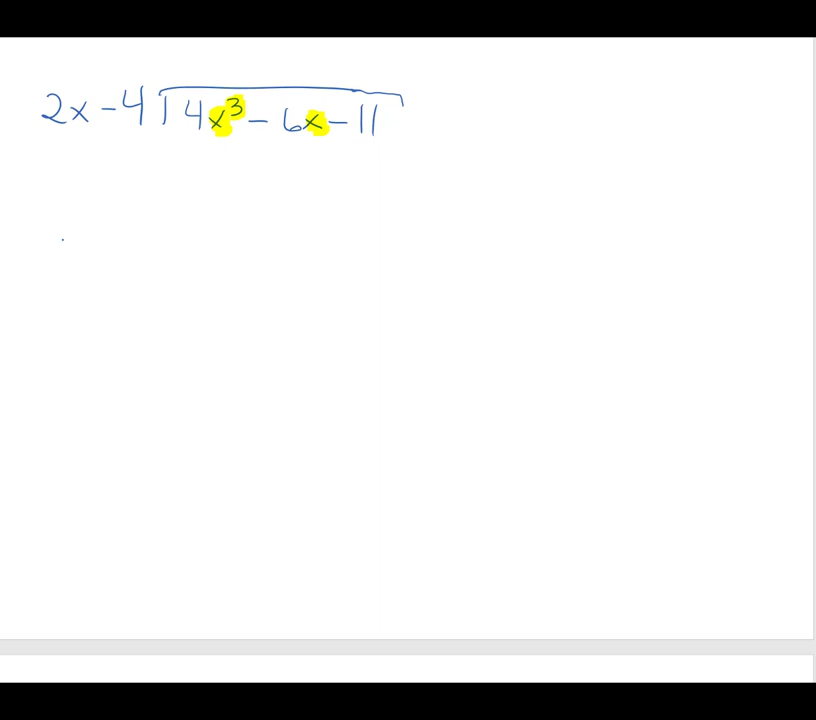 2x - 4 | 4x³ - 6x - 11